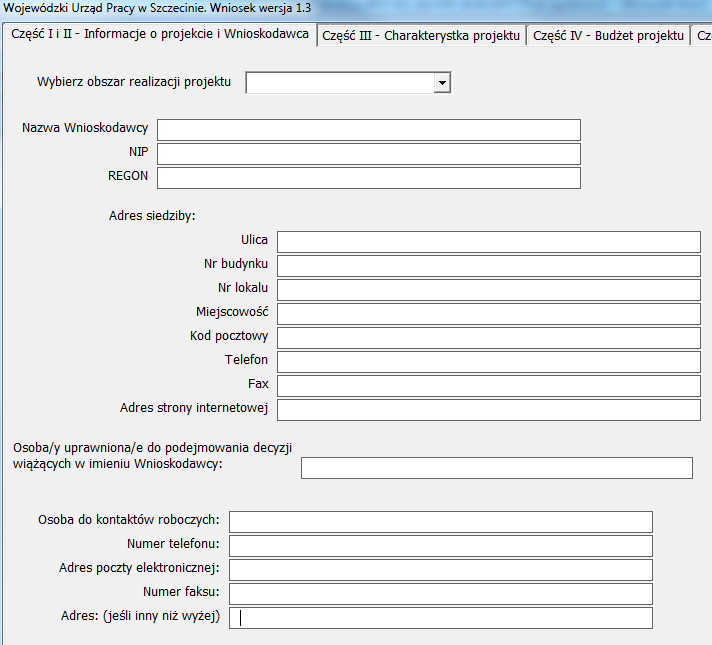 Wojewódzki Urząd Pracy w Szczecinie. Wniosek wersja 1.3
Część I i II - Informacje o projekcie i Wnioskodawca Część III - Charakterystka projektu Część IV - Budżet projektu Cz
Wybierz obszar realizacji projektu
Nazwa Wnioskodawcy
NIP
REGON
Adres siedziby:
Ulica
Nr budynku
Nr lokalu
Miejscowość
Kod pocztowy
Telefon
Fax
Adres strony internetowej
Osoba/y uprawniona/e do podejmowania decyzji
wiążących w imieniu Wnioskodawcy:
Osoba do kontaktów roboczych:
Numer telefonu:
Adres poczty elektronicznej:
Numer faksu:
Adres: (jeśli inny niż wyżej)